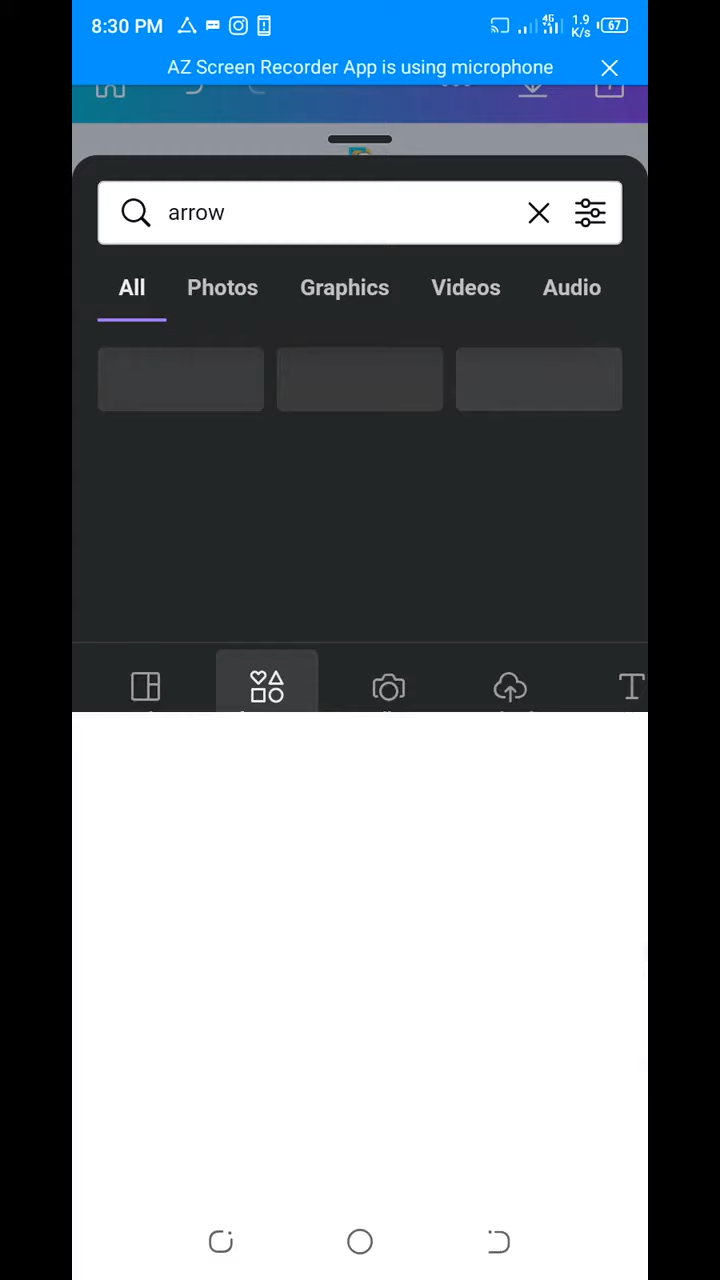 8:30 PM 4G 1.9 K/s 67
AZ Screen Recorder App is using microphone
arrow
All Photos Graphics Videos Audio